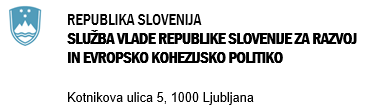 REPUBLIKA SLOVENIJA
SLUŽBA VLADE REPUBLIKE SLOVENIJE ZA RAZVOJ
IN EVROPSKO KOHEZIJSKO POLITIKO
Kotnikova ulica 5, 1000 Ljubljana